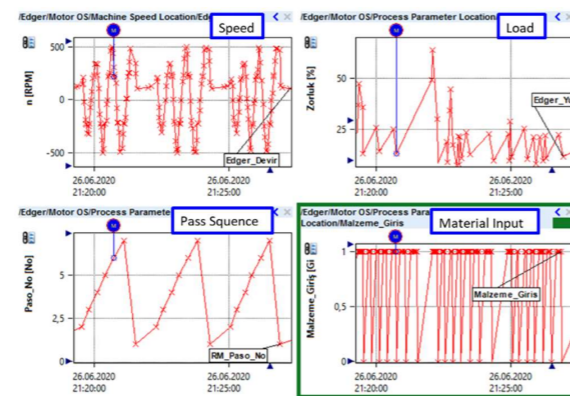 /Edger/Motor OS/Machine Speed Location/Edg
Speed
n [RPM]
500
0
-500
Edger_Devir
26.06.2020
21:20:00
26.06.2020
21:25:00
/Edger/Motor OS/Process Parameter Location/
Load
Zorluk [%]
50
25
Edger_Yu
26.06.2020
21:20:00
26.06.2020
21:25:00
/Edger/Motor OS/Process Paramete
Pass Squence
Paso_No [No]
5
2,5
0
RM_Paso_No
26.06.2020
21:20:00
26.06.2020
21:25:00
/Edger/Motor OS/Process Para
Location/Malzeme_Giris
Material Input
Malzeme_Giriş [Gi
1
0,5
0
Malzeme_Giris
26.06.2020
21:20:00
26.06.2020
21:25:00